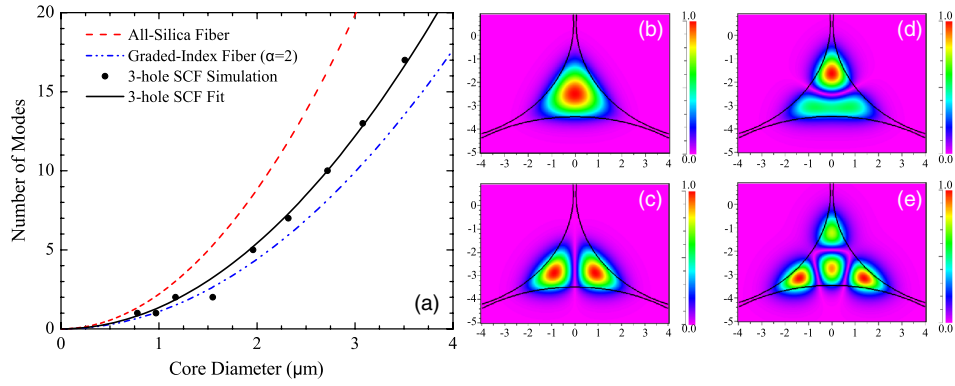 20
15
10
5
0
Number of Modes
All-Silica Fiber
Graded-Index Fiber (α=2)
3-hole SCF Simulation
3-hole SCF Fit
(a)
0 1 2 3 4
Core Diameter (μm)
(b)
0
-1
-2
-3
-4
-5
-4 -3 -2 -1 0 1 2 3 4
1.0
0.0
(d)
0
-1
-2
-3
-4
-5
-4 -3 -2 -1 0 1 2 3 4
1.0
0.0
(c)
0
-1
-2
-3
-4
-5
-4 -3 -2 -1 0 1 2 3 4
1.0
0.0
(e)
0
-1
-2
-3
-4
-5
-4 -3 -2 -1 0 1 2 3 4
1.0
0.0